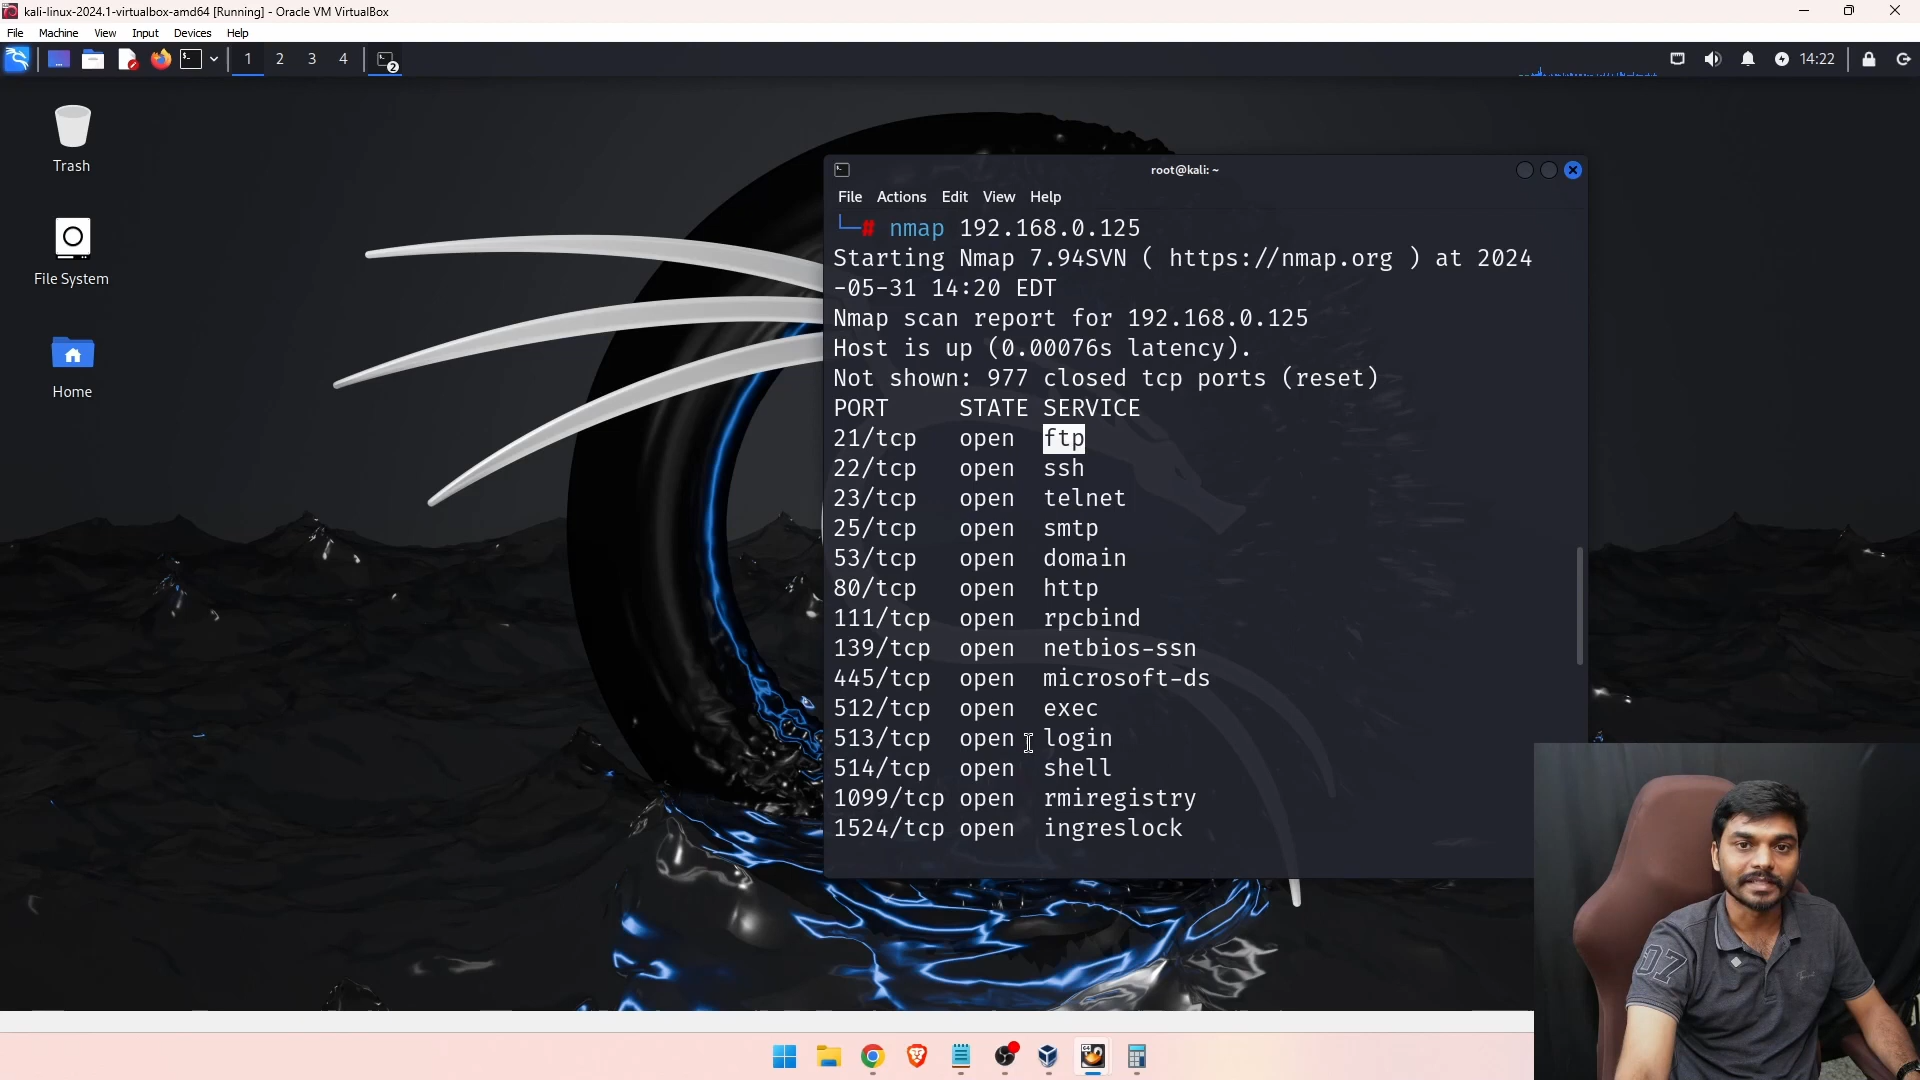 kali-linux-2024.1-virtualbox-amd64 [Running] - Oracle VM VirtualBox
File Machine View Input Devices Help
1 2 3 4 2 14:22
Trash
File System
Home
root@kali: ~
File Actions Edit View Help
└─# nmap 192.168.0.125
Starting Nmap 7.94SVN ( https://nmap.org ) at 2024
-05-31 14:20 EDT
Nmap scan report for 192.168.0.125
Host is up (0.00076s latency).
Not shown: 977 closed tcp ports (reset)
PORT STATE SERVICE
21/tcp open ftp
22/tcp open ssh
23/tcp open telnet
25/tcp open smtp
53/tcp open domain
80/tcp open http
111/tcp open rpcbind
139/tcp open netbios-ssn
445/tcp open microsoft-ds
512/tcp open exec
513/tcp open login
514/tcp open shell
1099/tcp open rmiregistry
1524/tcp open ingreslock
07